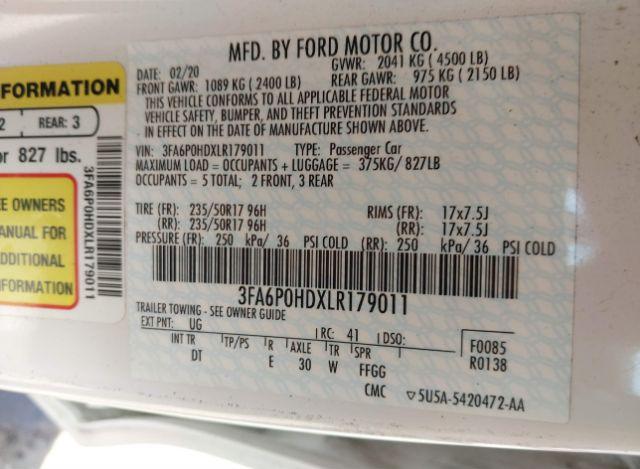 MFD. BY FORD MOTOR CO.
DATE: 02/20 GVWR: 2041 KG ( 4500 LB)
FRONT GAWR: 1089 KG ( 2400 LB) REAR GAWR: 975 KG ( 2150 LB)
THIS VEHICLE CONFORMS TO ALL APPLICABLE FEDERAL MOTOR
VEHICLE SAFETY, BUMPER, AND THEFT PREVENTION STANDARDS
IN EFFECT ON THE DATE OF MANUFACTURE SHOWN ABOVE.
VIN: 3FA6P0HDXLR179011 TYPE: Passenger Car
MAXIMUM LOAD = OCCUPANTS + LUGGAGE = 375KG/ 827LB
OCCUPANTS = 5 TOTAL; 2 FRONT, 3 REAR
TIRE (FR): 235/50R17 96H RIMS (FR): 17x7.5J
(RR): 235/50R17 96H (RR): 17x7.5J
PRESSURE (FR): 250 kPa/ 36 PSI COLD (RR): 250 kPa/ 36 PSI COLD
3FA6P0HDXLR179011
TRAILER TOWING - SEE OWNER GUIDE
EXT PNT: UG RC: 41 DSO: F0085
INT TR TP/PS R AXLE TR SPR R0138
DT E 30 W FFGG
CMC ▽5U5A-5420472-AA
FORMATION
2 REAR: 3
or 827 lbs.
EE OWNERS
MANUAL FOR
ADDITIONAL
FORMATION
3FA6P0HDXLR179011